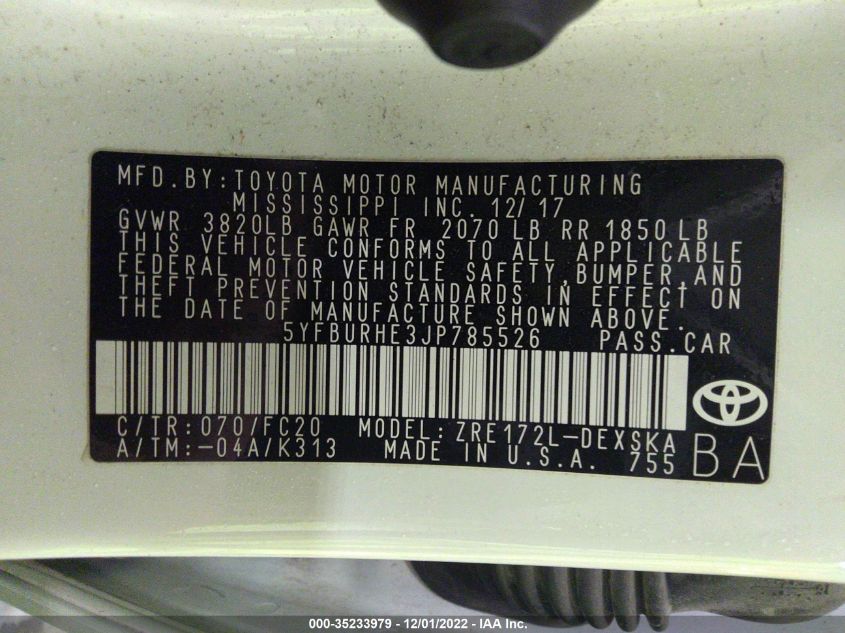 MFD.BY:TOYOTA MOTOR MANUFACTURING
MISSISSIPPI INC. 12/17
GVWR 3820LB GAWR FR 2070 LB RR 1850 LB
THIS VEHICLE CONFORMS TO ALL APPLICABLE
FEDERAL MOTOR VEHICLE SAFETY,BUMPER,AND
THEFT PREVENTION STANDARDS IN EFFECT ON
THE DATE OF MANUFACTURE SHOWN ABOVE.
5YFBURHE3JP785526 PASS.CAR
C/TR:070/FC20 MODEL:ZRE172L-DEXSKA
A/TM:-04A/K313 MADE IN U.S.A. 755
BA
000-35233979 - 12/01/2022 - IAA Inc.